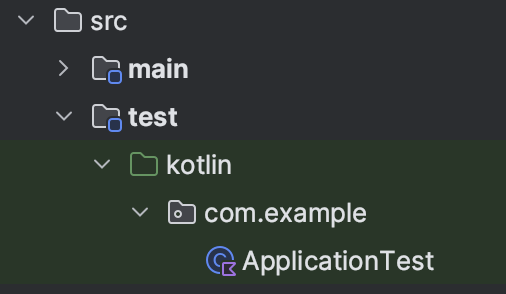 src
main
test
kotlin
com.example
ApplicationTest